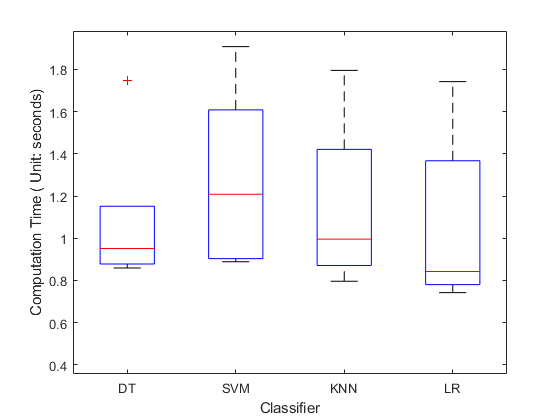 Computation Time ( Unit: seconds)
1.8
1.6
1.4
1.2
1
0.8
0.6
0.4
DT SVM KNN LR
Classifier